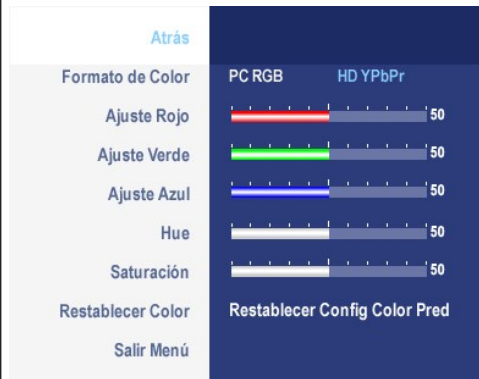 Atrás
Formato de Color PC RGB HD YPbPr
Ajuste Rojo 50
Ajuste Verde 50
Ajuste Azul 50
Hue 50
Saturación 50
Restablecer Color Restablecer Config Color Pred
Salir Menú